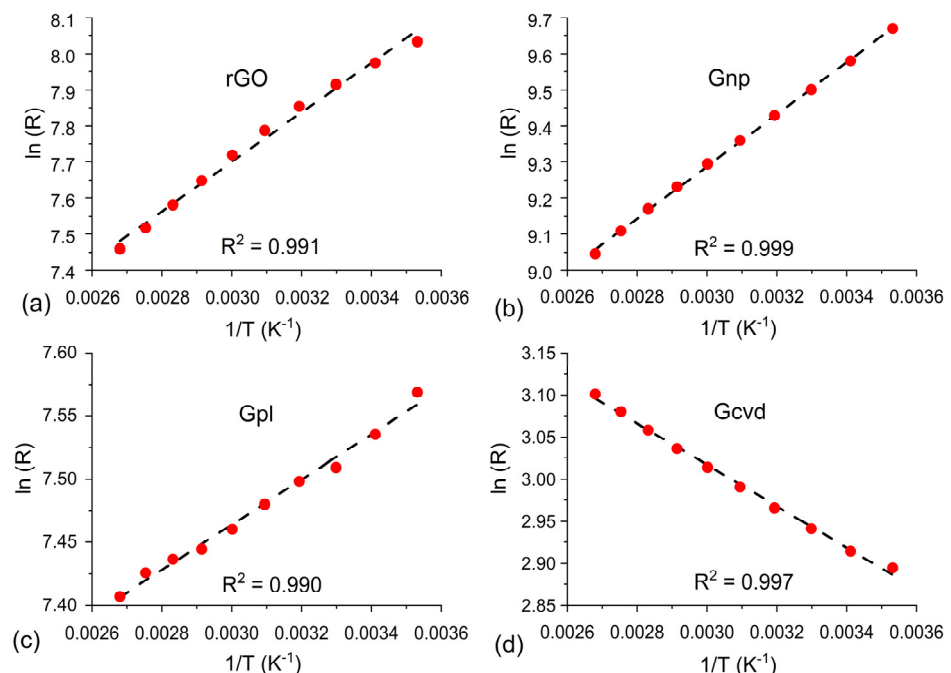 8.1
8.0
7.9
7.8
7.7
7.6
7.5
7.4
ln (R)
rGO
R² = 0.991
0.0026 0.0028 0.0030 0.0032 0.0034 0.0036
1/T (K⁻¹)
(a)
9.7
9.6
9.5
9.4
9.3
9.2
9.1
9.0
ln (R)
Gnp
R² = 0.999
0.0026 0.0028 0.0030 0.0032 0.0034 0.0036
1/T (K⁻¹)
(b)
7.60
7.55
7.50
7.45
7.40
ln (R)
Gpl
R² = 0.990
0.0026 0.0028 0.0030 0.0032 0.0034 0.0036
1/T (K⁻¹)
(c)
3.15
3.10
3.05
3.00
2.95
2.90
2.85
ln (R)
Gcvd
R² = 0.997
0.0026 0.0028 0.0030 0.0032 0.0034 0.0036
1/T (K⁻¹)
(d)